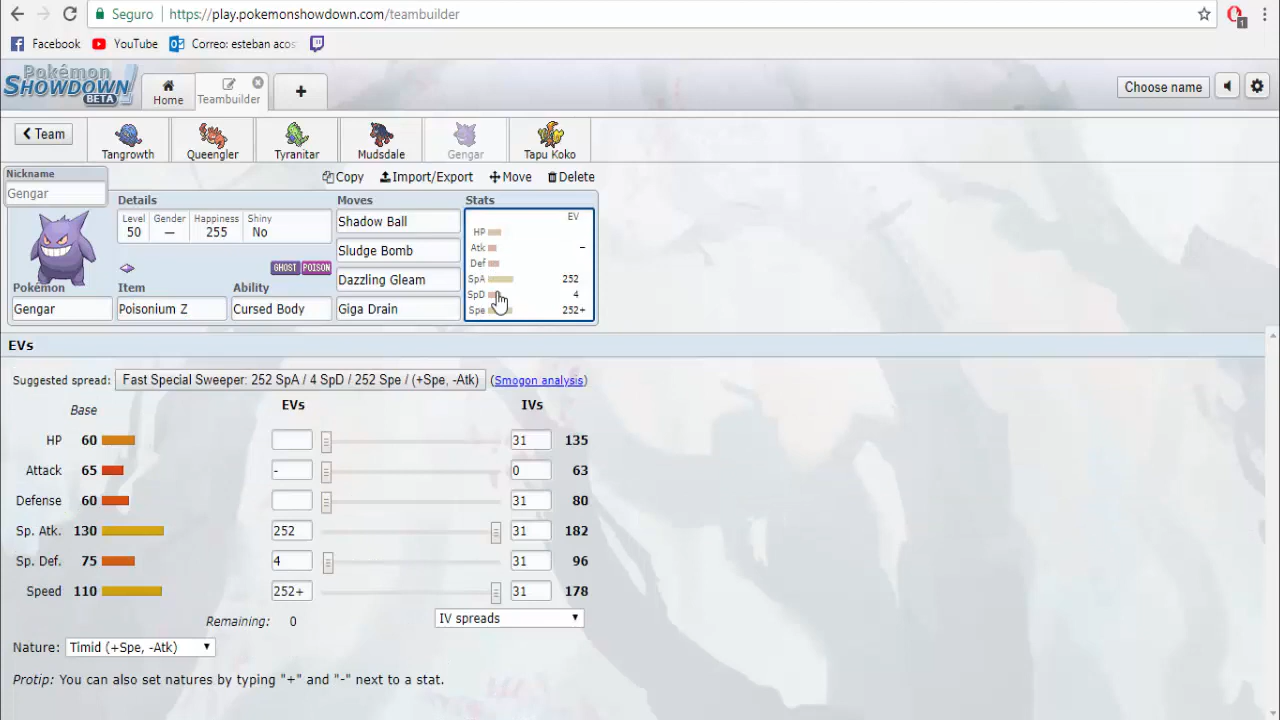 Seguro https://play.pokemonshowdown.com/teambuilder
1
Facebook YouTube Correo: esteban acos
Pokémon
SHOWDOWN!
BETA
Home
Teambuilder
+
Choose name
Team
Tangrowth Queengler Tyranitar Mudsdale Gengar Tapu Koko
Nickname
Gengar
Copy Import/Export Move Delete
Details Moves Stats
Level Gender Happiness Shiny
50 — 255 No
GHOST POISON
Pokémon Item Ability
Gengar Poisonium Z Cursed Body
Shadow Ball
Sludge Bomb
Dazzling Gleam
Giga Drain
EV
HP
Atk –
Def
SpA 252
SpD 4
Spe 252+
EVs
Suggested spread: Fast Special Sweeper: 252 SpA / 4 SpD / 252 Spe / (+Spe, -Atk) (Smogon analysis)
Base EVs IVs
HP 60 31 135
Attack 65 - 0 63
Defense 60 31 80
Sp. Atk. 130 252 31 182
Sp. Def. 75 4 31 96
Speed 110 252+ 31 178
Remaining: 0 IV spreads
Nature: Timid (+Spe, -Atk)
Protip: You can also set natures by typing "+" and "-" next to a stat.